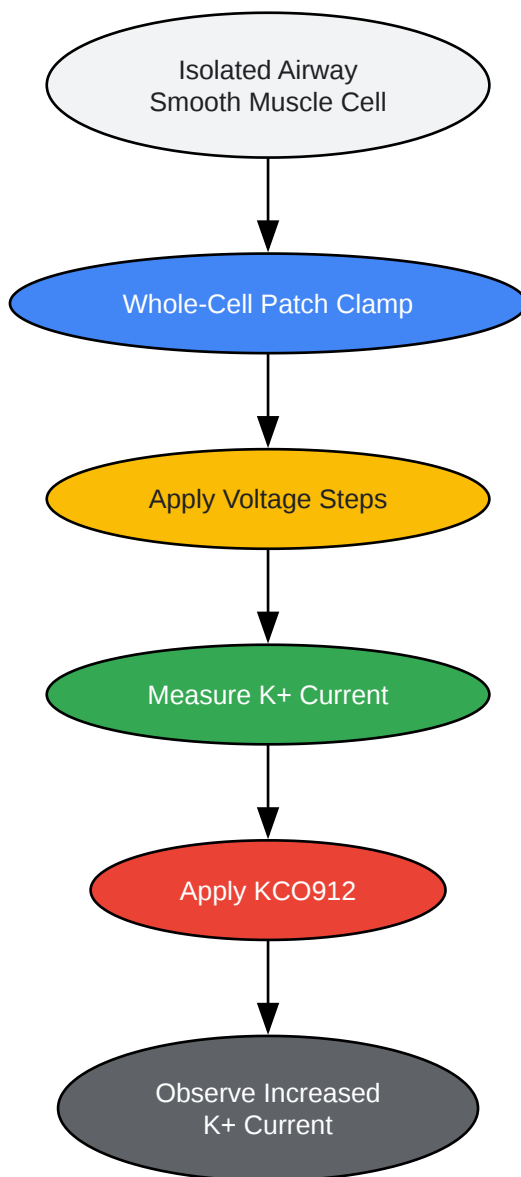 Isolated Airway
Smooth Muscle Cell
Whole-Cell Patch Clamp
Apply Voltage Steps
Measure K+ Current
Apply KCO912
Observe Increased
K+ Current